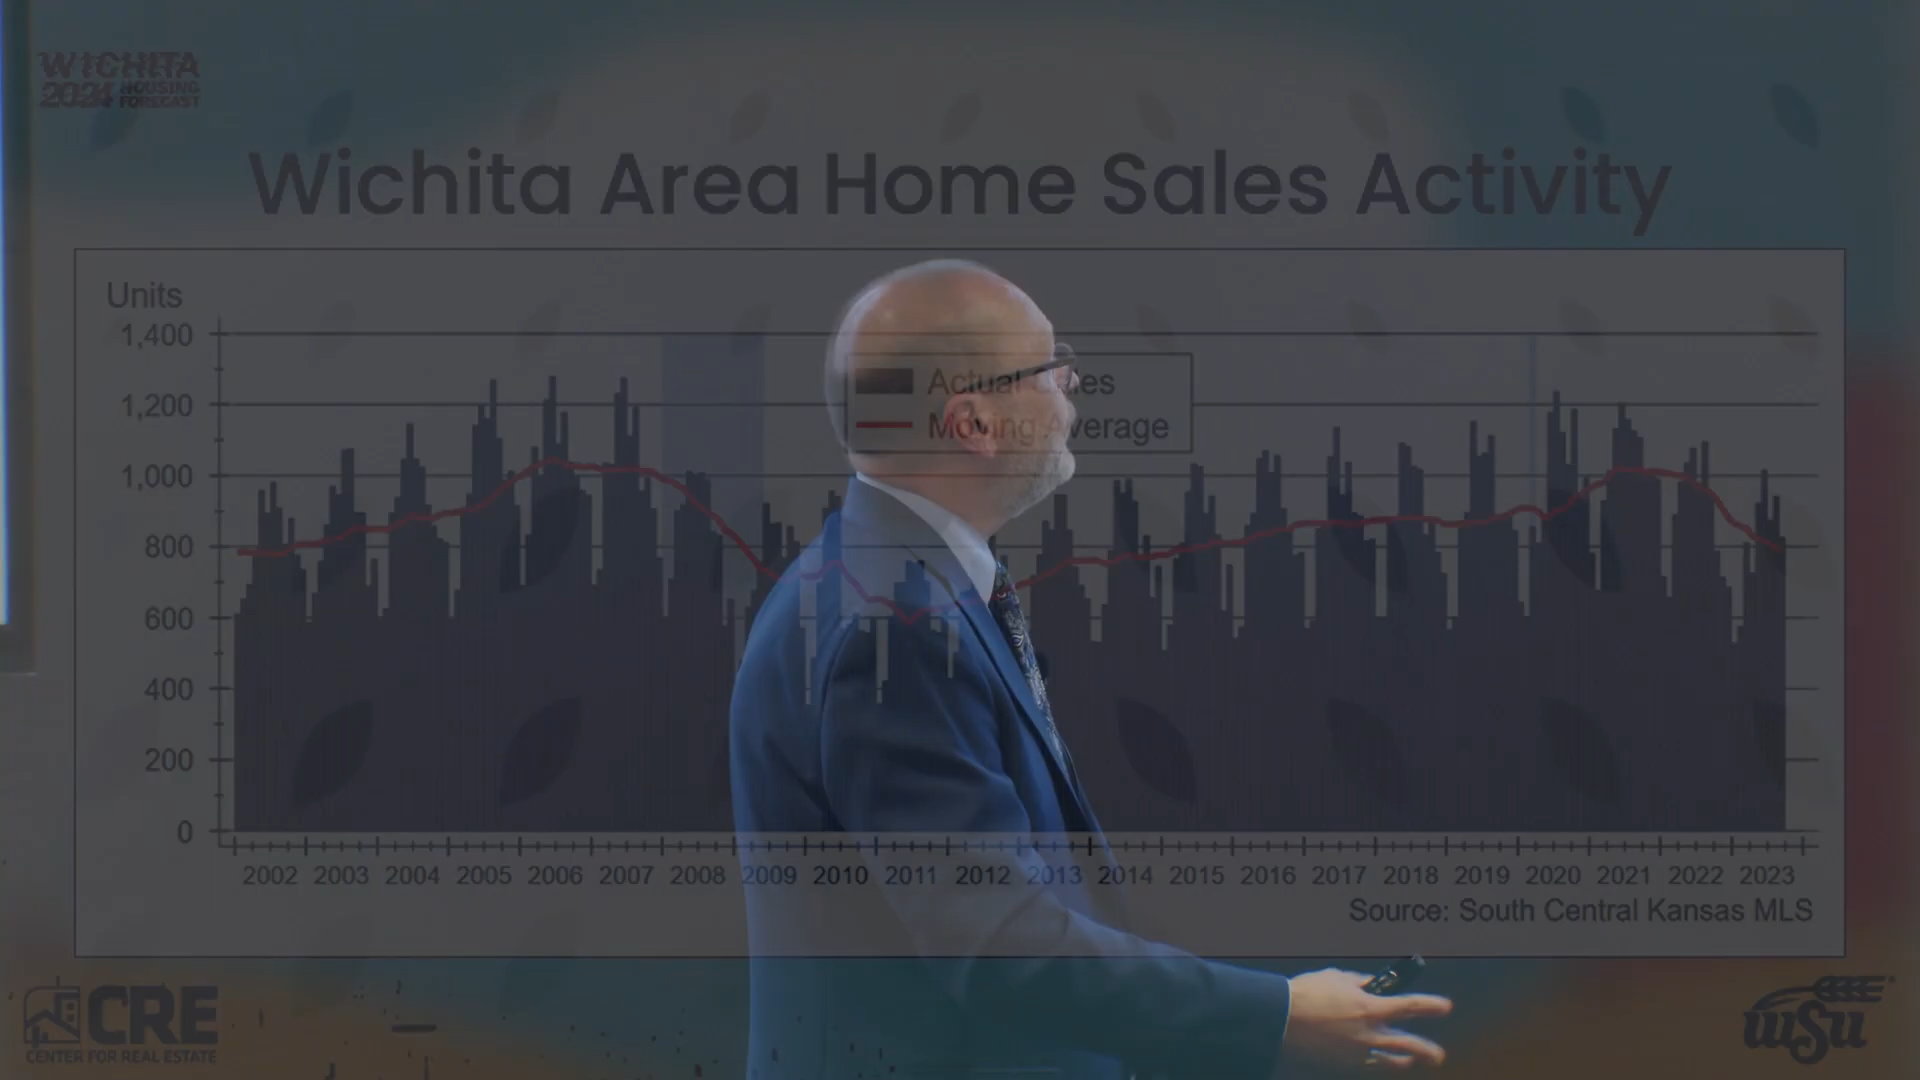 WICHITA
2024 HOUSING
FORECAST
Wichita Area Home Sales Activity
Units
1,400
1,200
1,000
800
600
400
200
0
Actual Sales
Moving Average
2002 2003 2004 2005 2006 2007 2008 2009 2010 2011 2012 2013 2014 2015 2016 2017 2018 2019 2020 2021 2022 2023
Source: South Central Kansas MLS
CRE
CENTER FOR REAL ESTATE
WSU